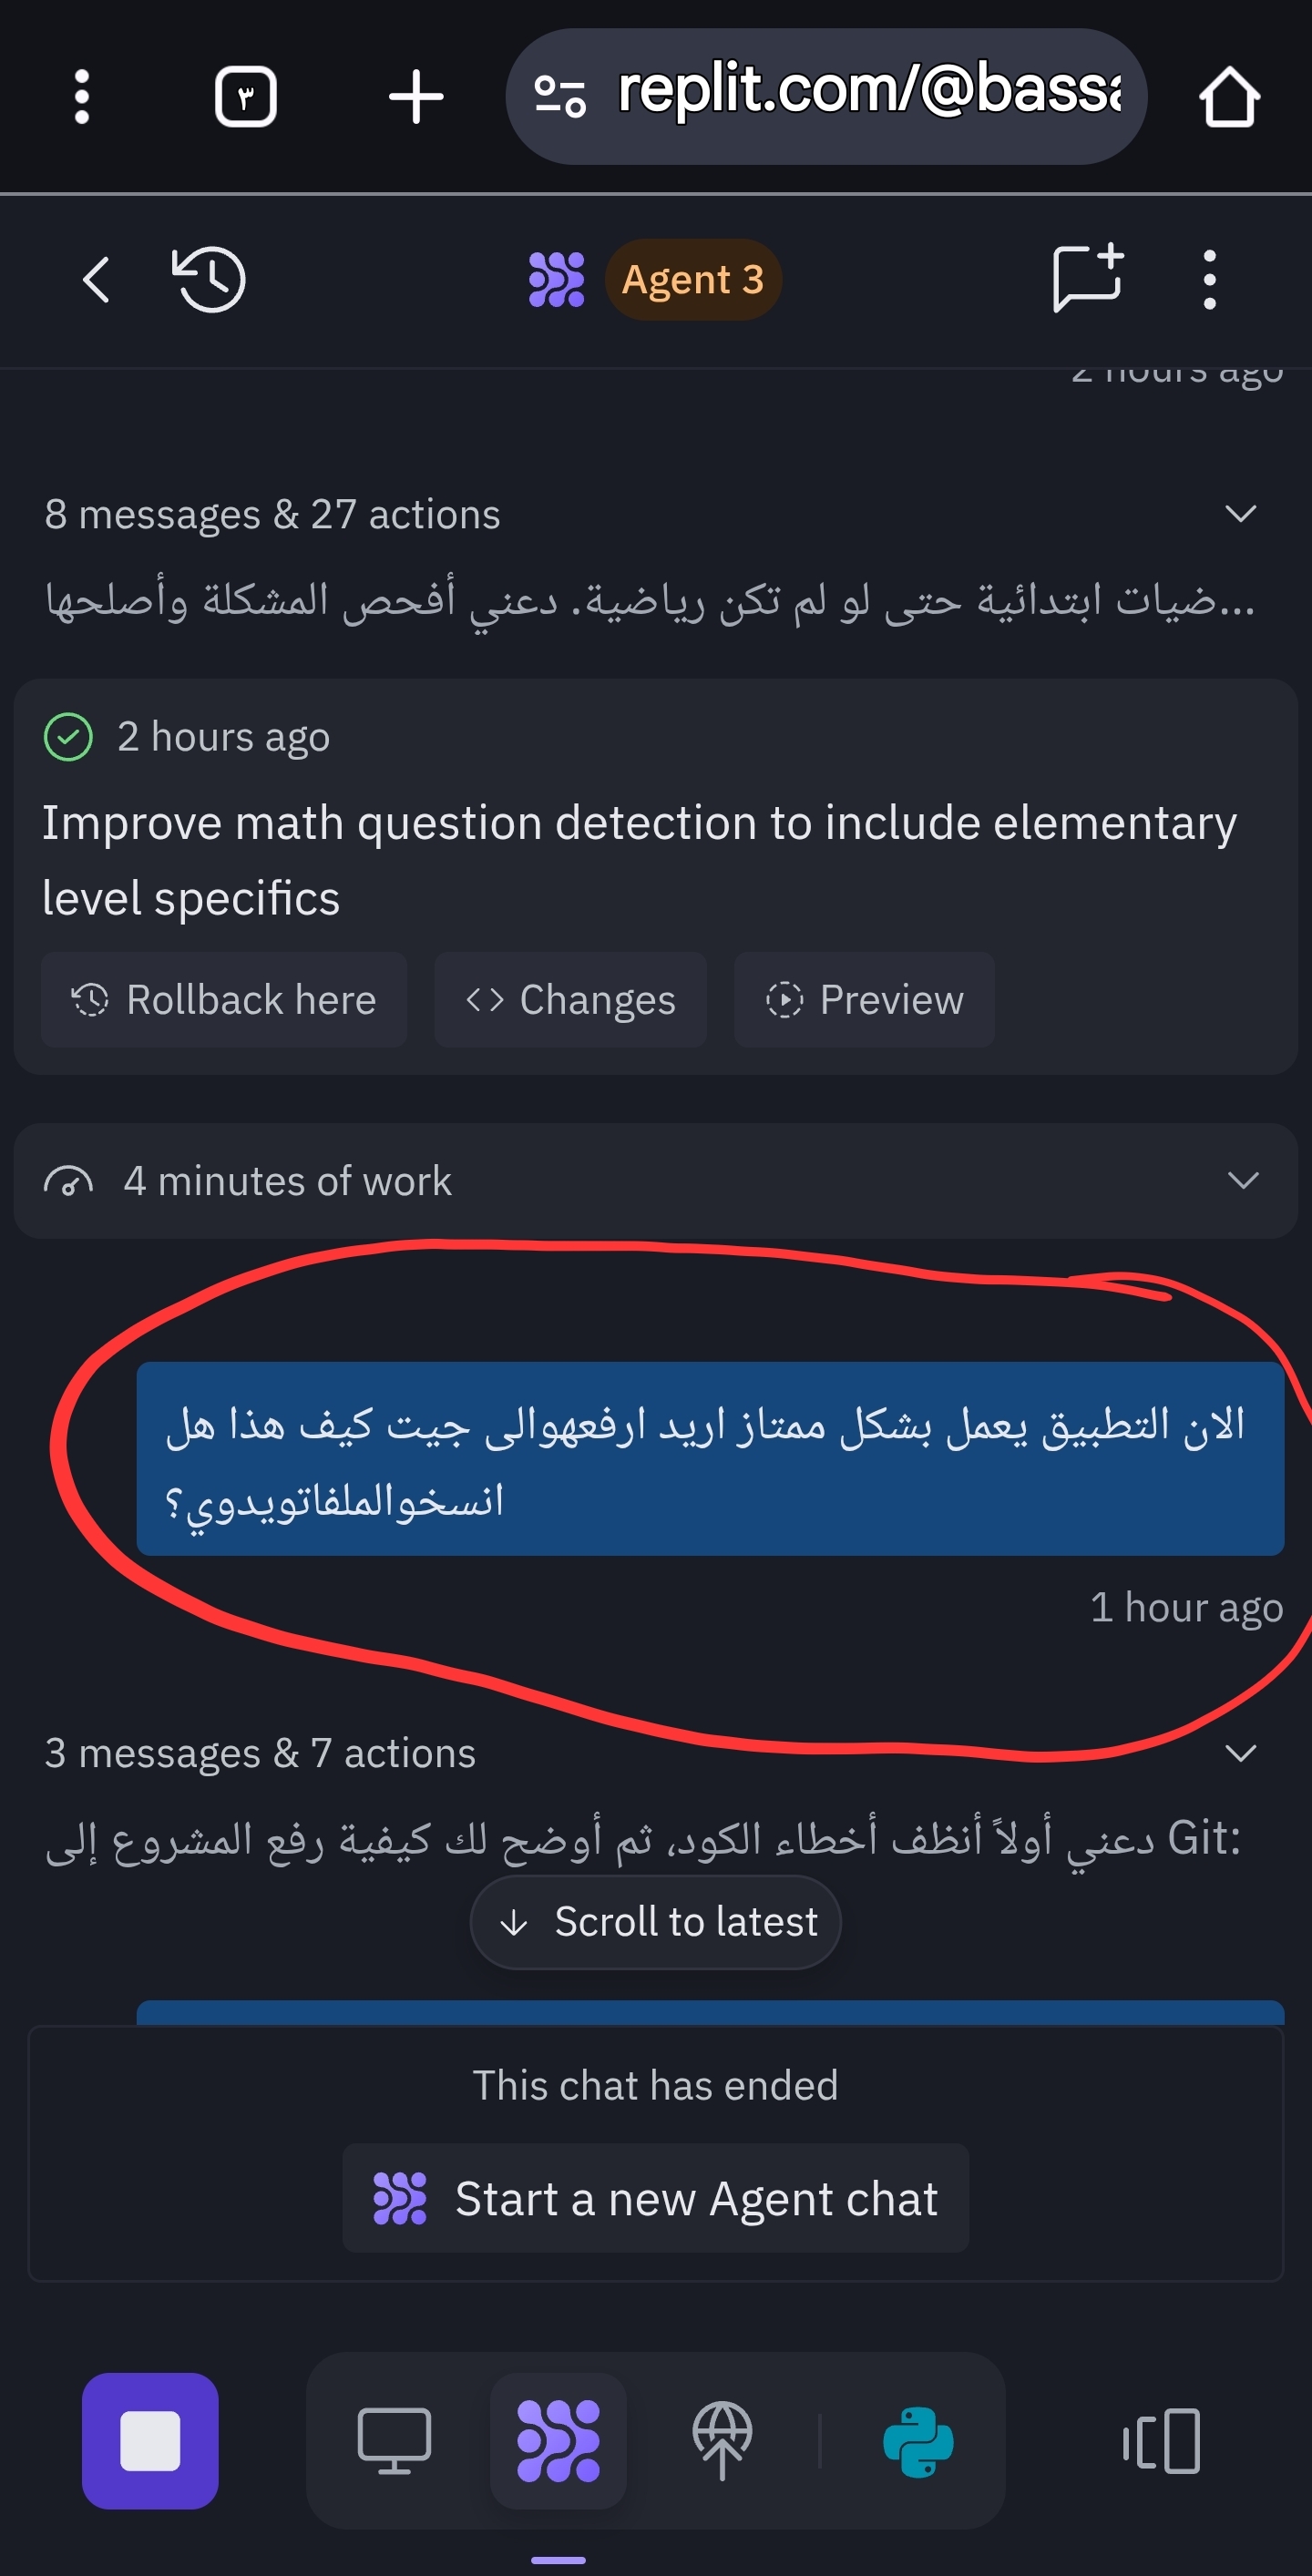 ٣
replit.com/@bassa
Agent 3
2 hours ago
8 messages & 27 actions
...ضيات ابتدائية حتى لو لم تكن رياضية. دعني أفحص المشكلة وأصلحها
2 hours ago
Improve math question detection to include elementary
level specifics
Rollback here
Changes
Preview
4 minutes of work
الان التطبيق يعمل بشكل ممتاز اريد ارفعهوالى جيت كيف هذا هل
انسخوالملفاتويدوي؟
1 hour ago
3 messages & 7 actions
دعني أولاً أنظف أخطاء الكود، ثم أوضح لك كيفية رفع المشروع إلى Git:
Scroll to latest
This chat has ended
Start a new Agent chat